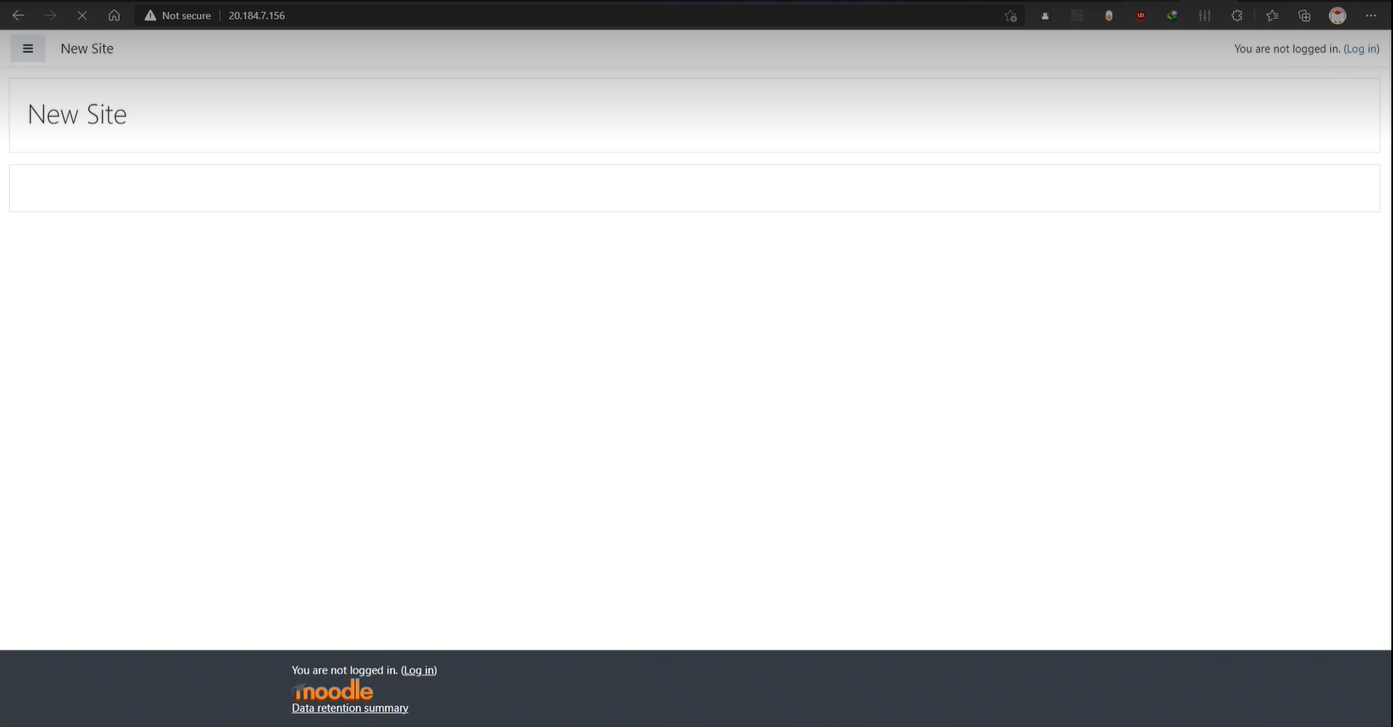 Not secure 20.184.7.156
New Site
You are not logged in. (Log in)
New Site
You are not logged in. (Log in)
moodle
Data retention summary